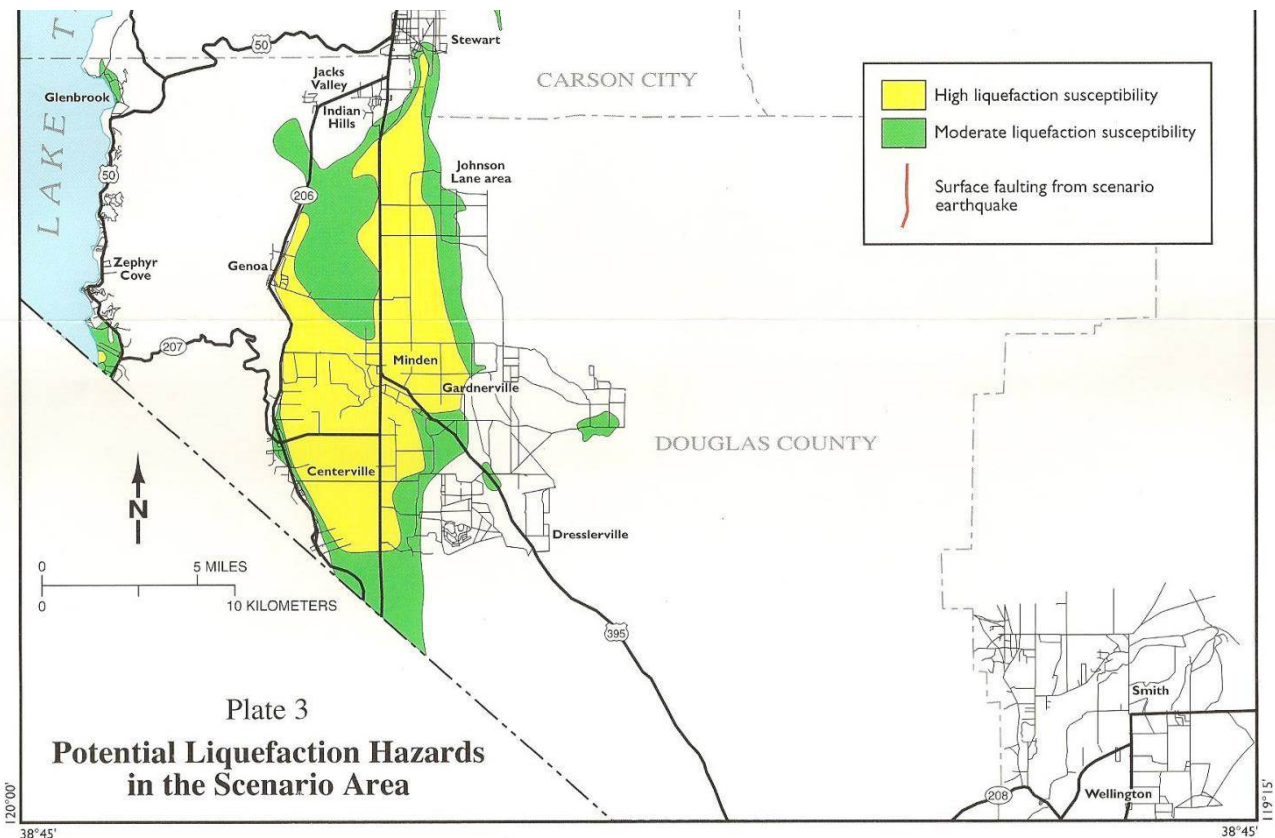 50
Stewart
Jacks
Valley
CARSON CITY
Glenbrook
Indian
Hills
High liquefaction susceptibility
Moderate liquefaction susceptibility
Surface faulting from scenario
earthquake
LAKE T
50
Johnson
Lane area
206
Genoa
Zephyr
Cove
207
Minden
Gardnerville
DOUGLAS COUNTY
Centerville
N
Dresslerville
0 5 MILES
0 10 KILOMETERS
395
Smith
Plate 3
Potential Liquefaction Hazards
in the Scenario Area
208
Wellington
120°00'
38°45'
119°15'
38°45'